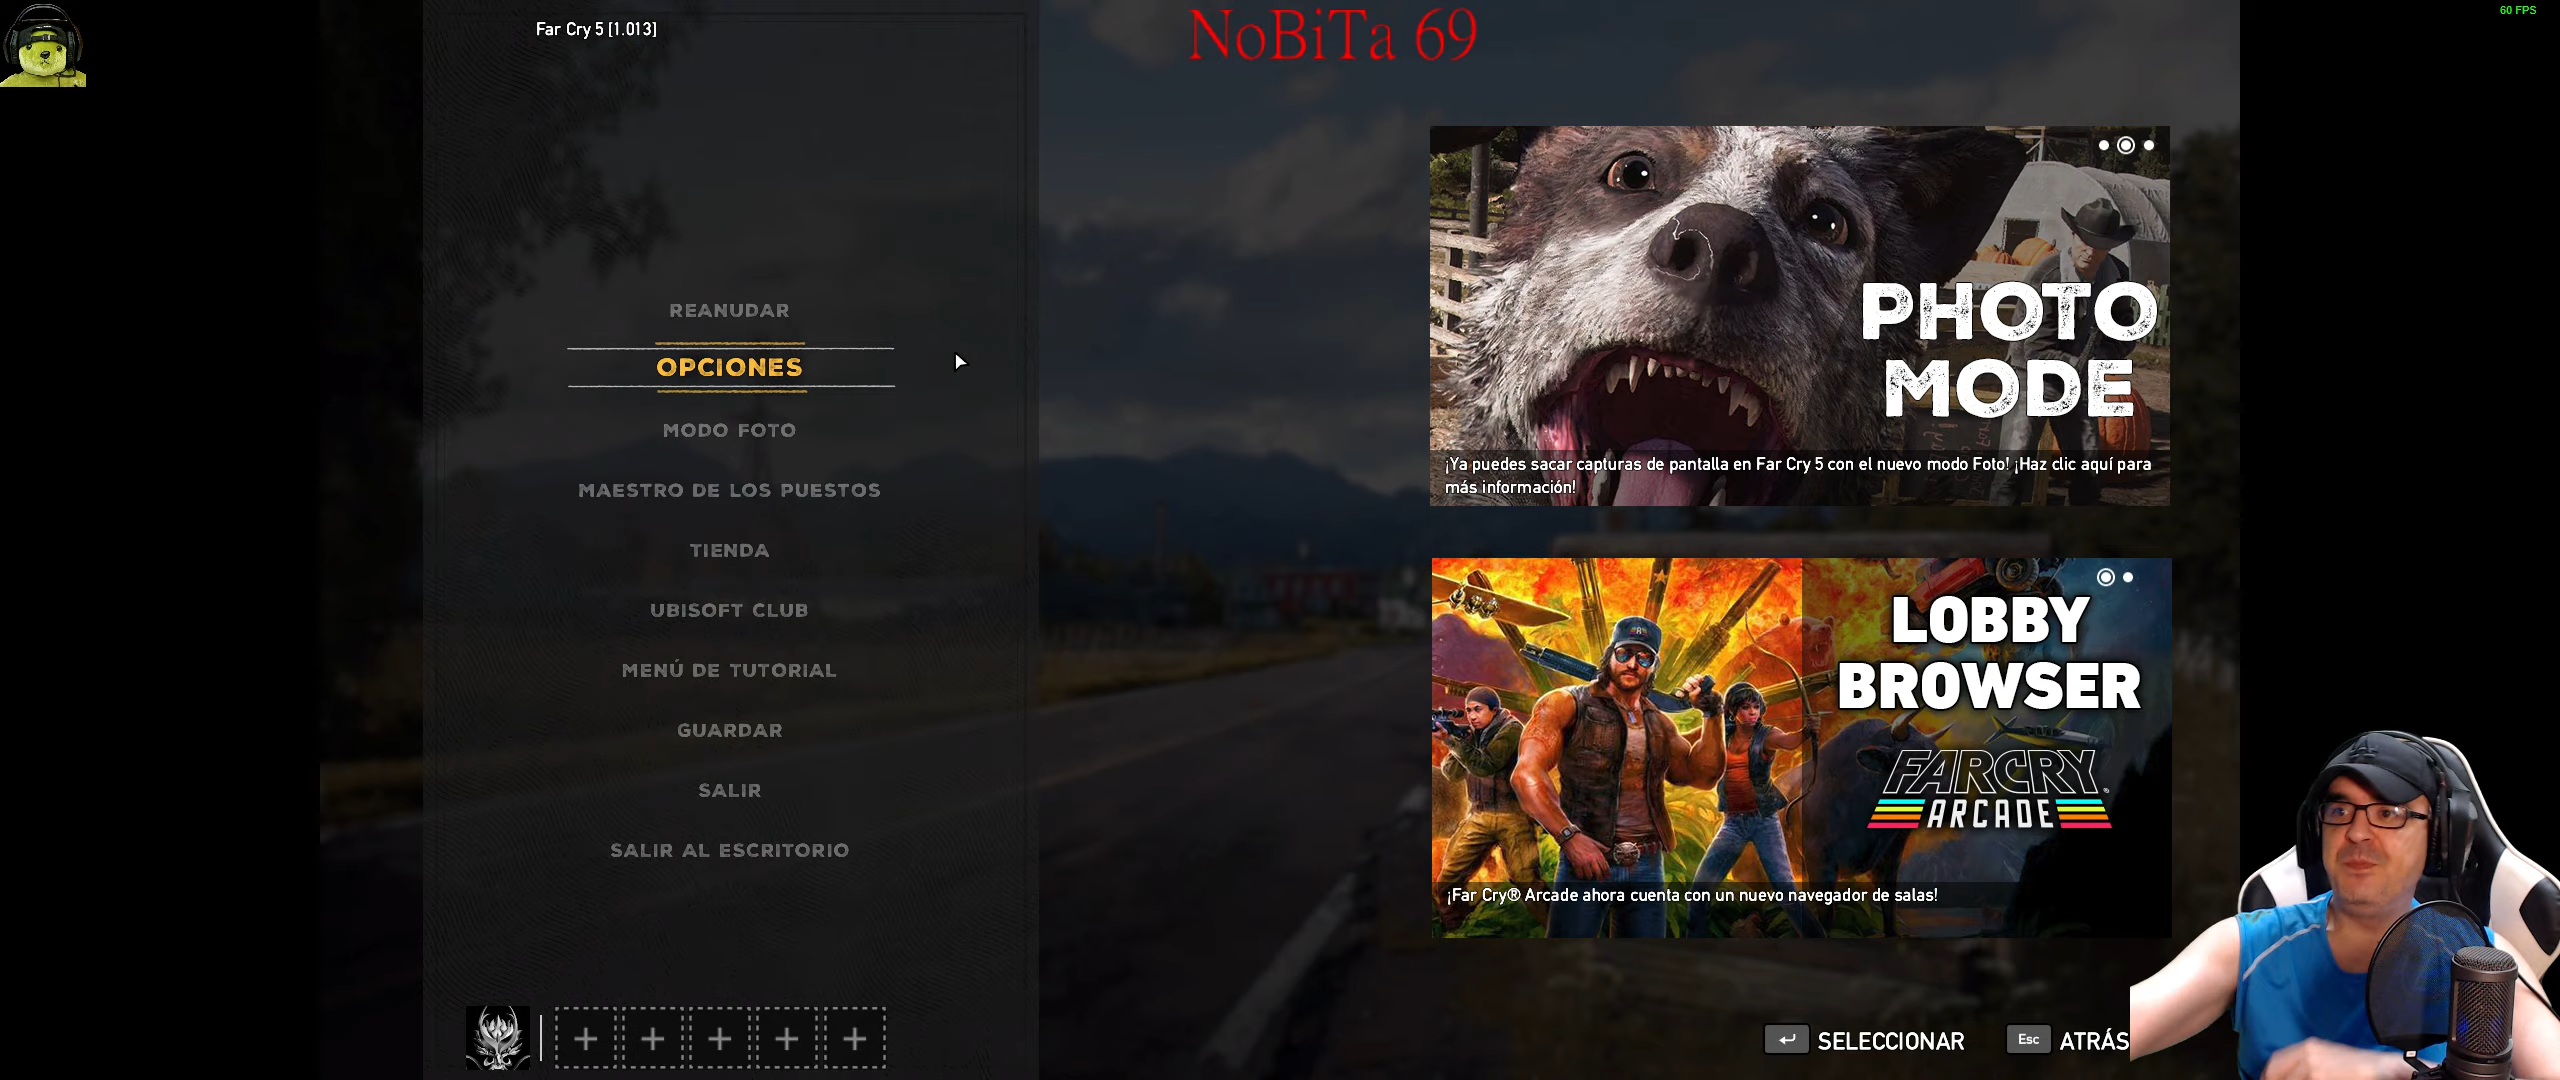 Far Cry 5 [1.013]
NoBiTa 69
60 FPS
REANUDAR
OPCIONES
MODO FOTO
MAESTRO DE LOS PUESTOS
TIENDA
UBISOFT CLUB
MENÚ DE TUTORIAL
GUARDAR
SALIR
SALIR AL ESCRITORIO
PHOTO
MODE
¡Ya puedes sacar capturas de pantalla en Far Cry 5 con el nuevo modo Foto! ¡Haz clic aquí para
más información!
LOBBY
BROWSER
FARCRY
ARCADE
¡Far Cry® Arcade ahora cuenta con un nuevo navegador de salas!
SELECCIONAR
Esc ATRÁS